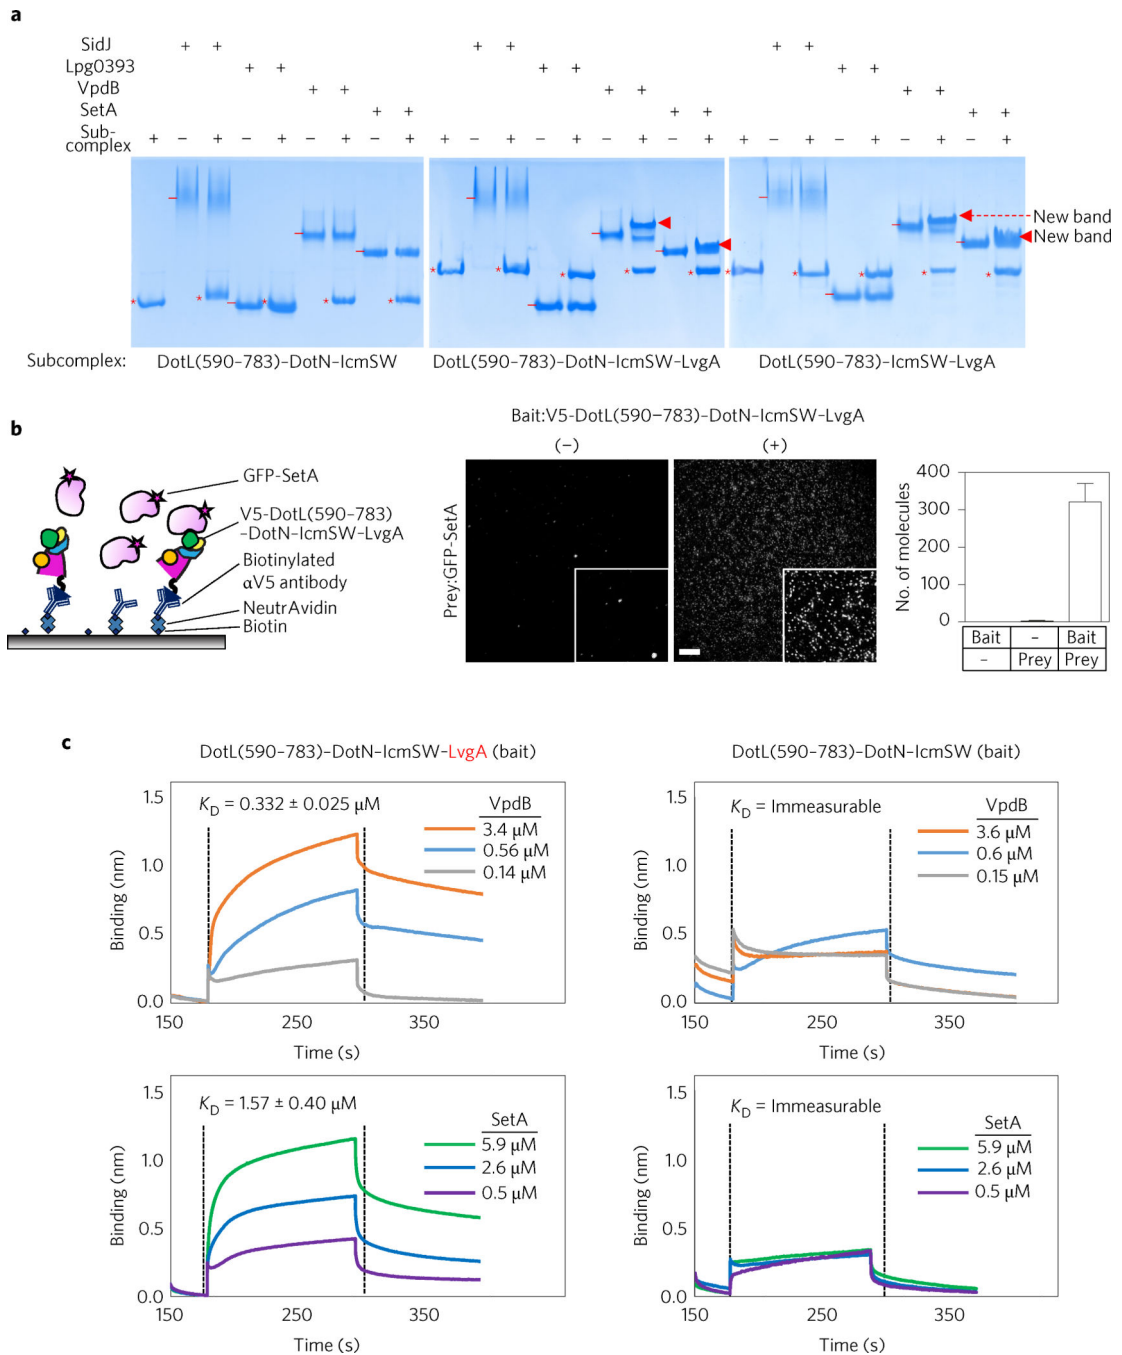 a
SidJ + + + + + +
Lpg0393 + + + + + +
VpdB + + + + + +
SetA + + + + + +
Sub-
complex + – + – + – + – + + – + – + – + – + + – + – + – + – +
New band
New band
Subcomplex: DotL(590–783)–DotN–IcmSW DotL(590–783)–DotN–IcmSW–LvgA DotL(590–783)–IcmSW–LvgA
b
Bait:V5-DotL(590–783)–DotN–IcmSW–LvgA
(–) (+)
GFP-SetA
V5-DotL(590–783)
–DotN–IcmSW–LvgA
Biotinylated
αV5 antibody
NeutrAvidin
Biotin
Prey:GFP-SetA
No. of molecules
400
300
200
100
0
Bait – Bait
– Prey Prey
c
DotL(590–783)–DotN–IcmSW–LvgA (bait)
KD = 0.332 ± 0.025 μM
VpdB
3.4 μM
0.56 μM
0.14 μM
Binding (nm)
1.5
1.0
0.5
0.0
150 250 350
Time (s)
DotL(590–783)–DotN–IcmSW (bait)
KD = Immeasurable
VpdB
3.6 μM
0.6 μM
0.15 μM
Binding (nm)
1.5
1.0
0.5
0.0
150 250 350
Time (s)
KD = 1.57 ± 0.40 μM
SetA
5.9 μM
2.6 μM
0.5 μM
Binding (nm)
1.5
1.0
0.5
0.0
150 250 350
Time (s)
KD = Immeasurable
SetA
5.9 μM
2.6 μM
0.5 μM
Binding (nm)
1.5
1.0
0.5
0.0
150 250 350
Time (s)